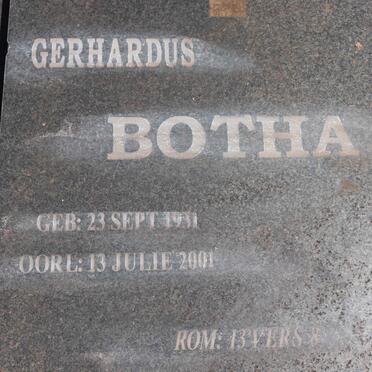 GERHARDUS
BOTHA
GEB: 23 SEPT 1931
OORL: 13 JULIE 2001
ROM: 13 VERS 8